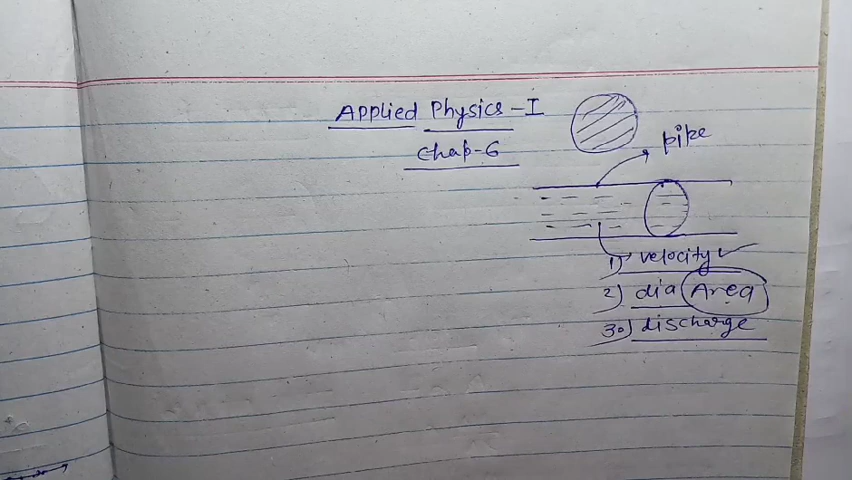 Applied Physics-I
Chap-6
pipe
1) velocity ✓
2) dia Area
3.) discharge